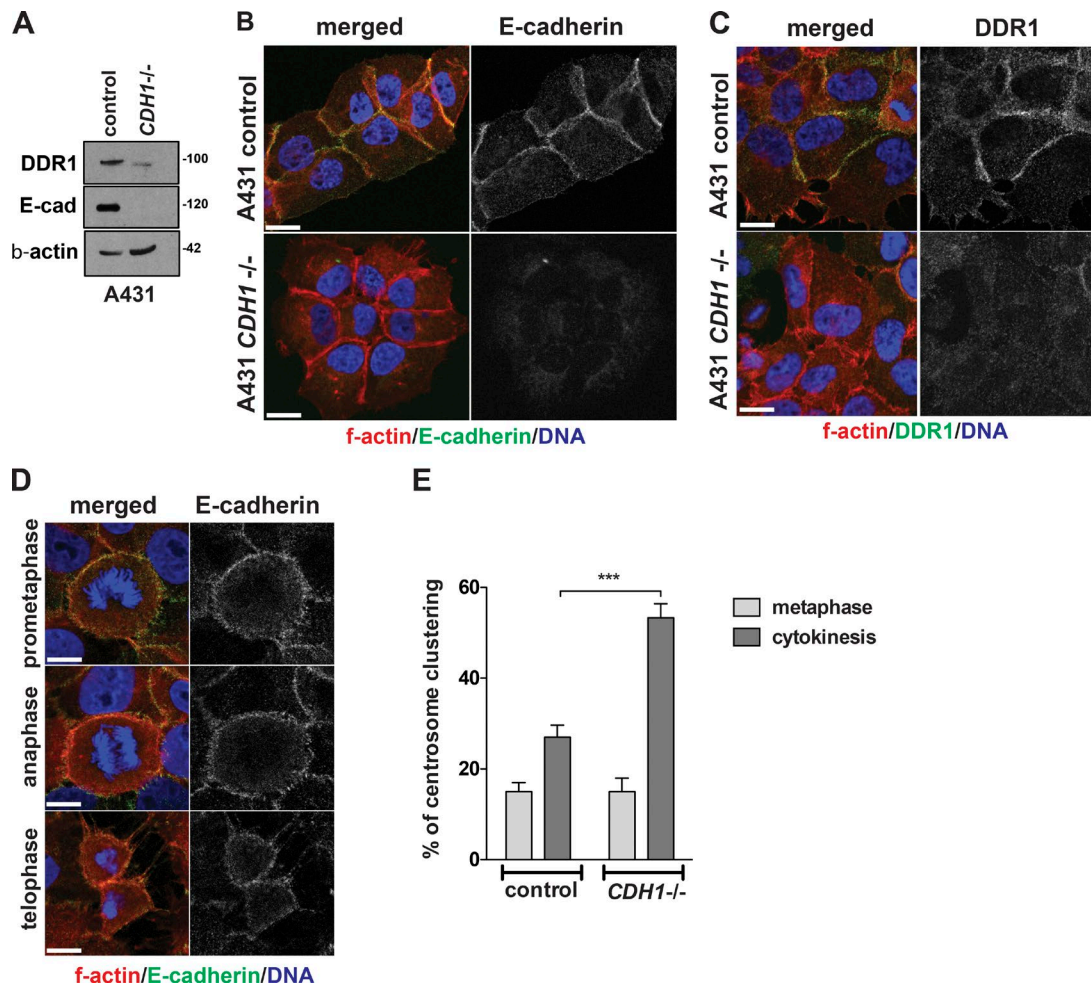 A
control
CDH1-/-
DDR1
-100
E-cad
-120
b-actin
-42
A431
B
merged
E-cadherin
A431 control
A431 CDH1 -/-
f-actin/E-cadherin/DNA
C
merged
DDR1
A431 control
A431 CDH1 -/-
f-actin/DDR1/DNA
D
merged
E-cadherin
prometaphase
anaphase
telophase
f-actin/E-cadherin/DNA
E
% of centrosome clustering
60
40
20
0
***
metaphase
cytokinesis
control
CDH1-/-